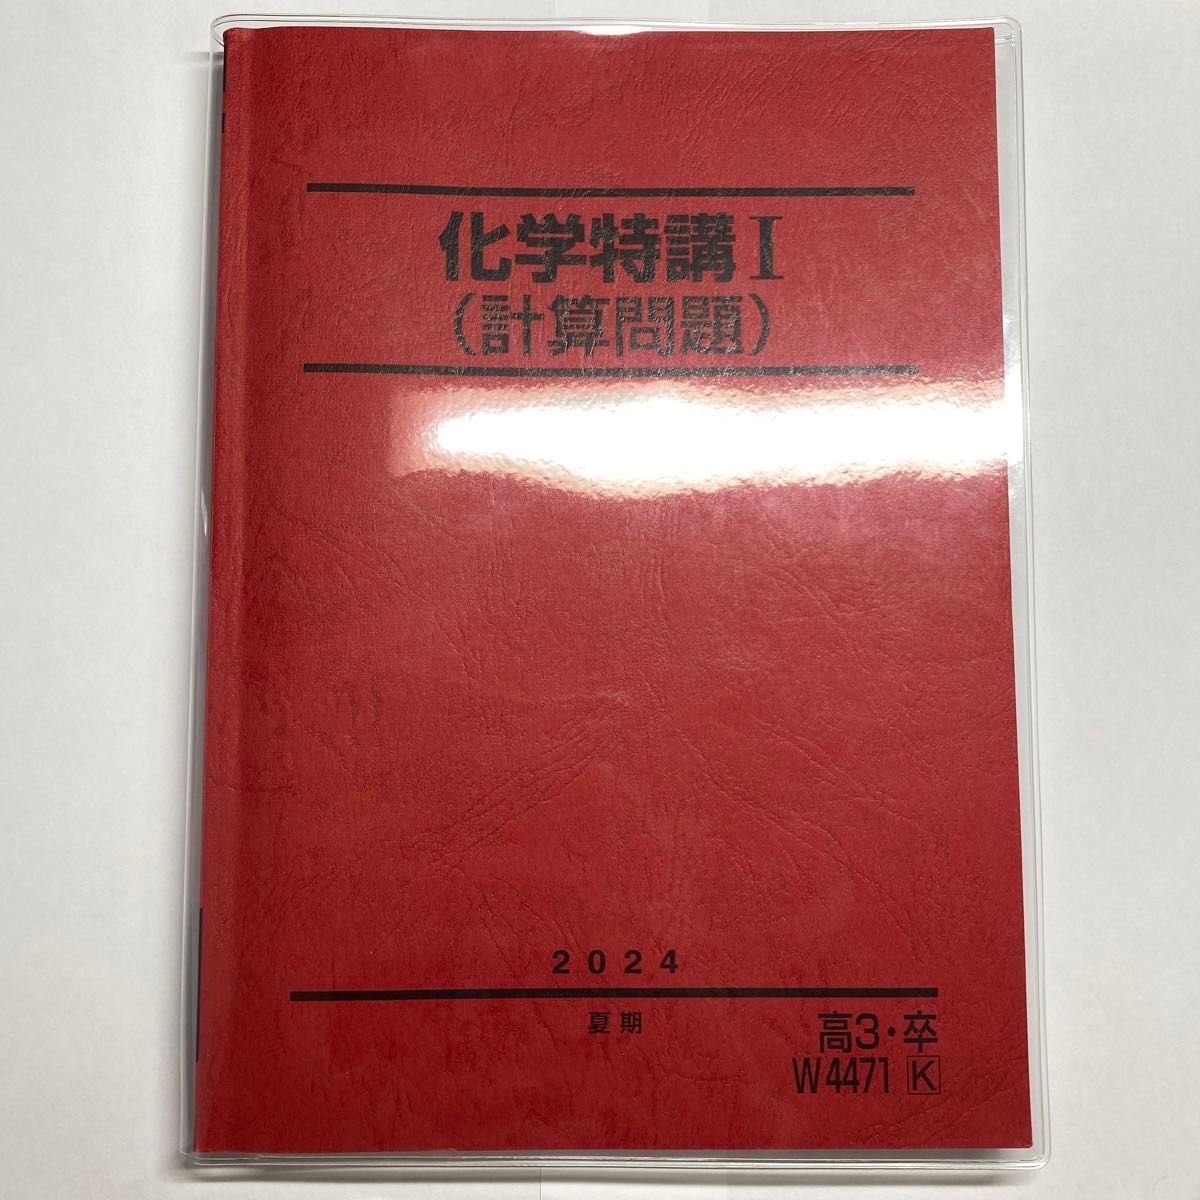 化学特講Ⅰ
(計算問題)
2024
夏期
高3・卒
W4471 K